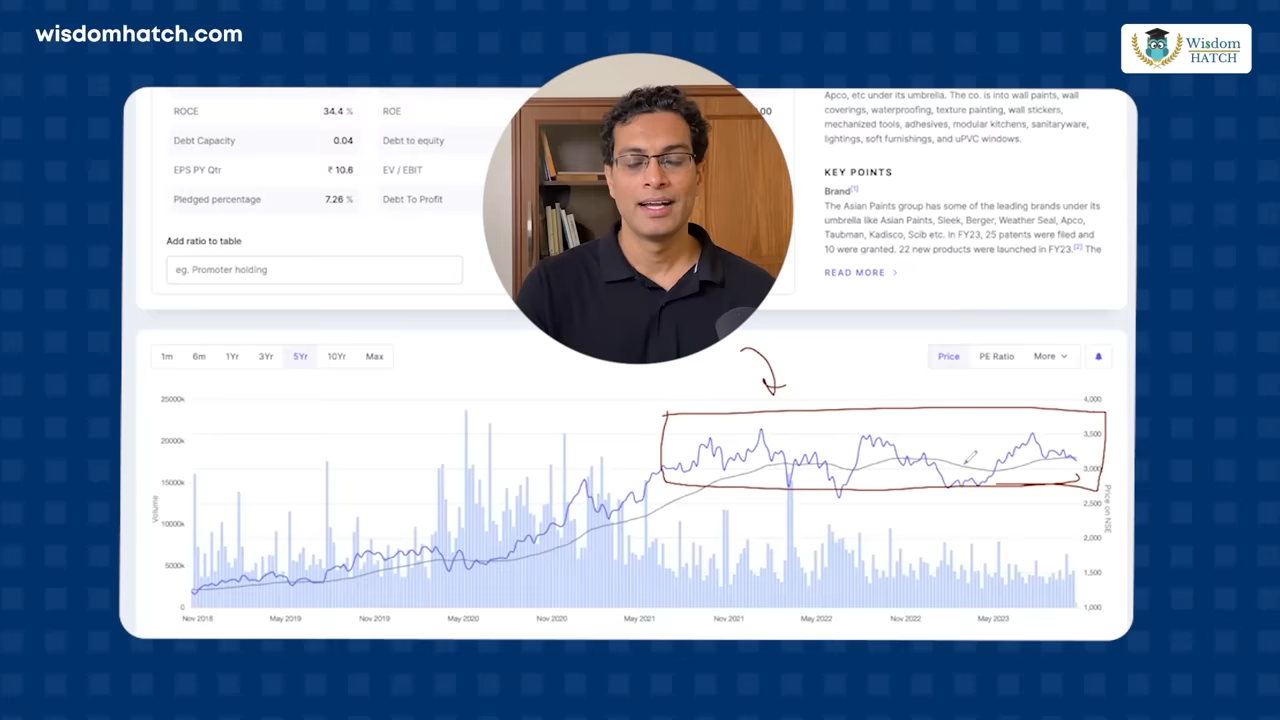 wisdomhatch.com
Wisdom
HATCH
ROCE 34.4 % ROE
Debt Capacity 0.04 Debt to equity
EPS PY Qtr ₹ 10.6 EV / EBIT
Pledged percentage 7.26 % Debt To Profit
Add ratio to table
eg. Promoter holding
Apco, etc under its umbrella. The co. is into wall paints, wall
coverings, waterproofing, texture painting, wall stickers,
mechanized tools, adhesives, modular kitchens, sanitaryware,
lightings, soft furnishings, and uPVC windows.
KEY POINTS
Brand[1]
The Asian Paints group has some of the leading brands under its
umbrella like Asian Paints, Sleek, Berger, Weather Seal, Apco,
Taubman, Kadisco, Scib etc. In FY23, 25 patents were filed and
10 were granted. 22 new products were launched in FY23.[2] The
READ MORE
1m 6m 1Yr 3Yr 5Yr 10Yr Max
Price PE Ratio More
25000k
20000k
15000k
10000k
5000k
0
Volume
4,000
3,500
3,000
2,500
2,000
1,500
1,000
Price on NSE
Nov 2018 May 2019 Nov 2019 May 2020 Nov 2020 May 2021 Nov 2021 May 2022 Nov 2022 May 2023